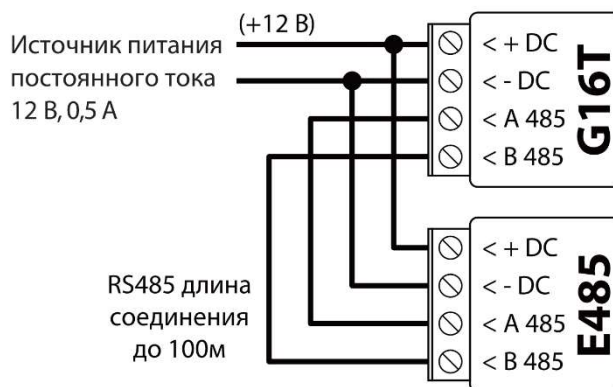 (+12 В)
Источник питания
постоянного тока
12 В, 0,5 А
< + DC
< - DC
< A 485
< B 485
G16T
< + DC
< - DC
< A 485
< B 485
E485
RS485 длина
соединения
до 100м